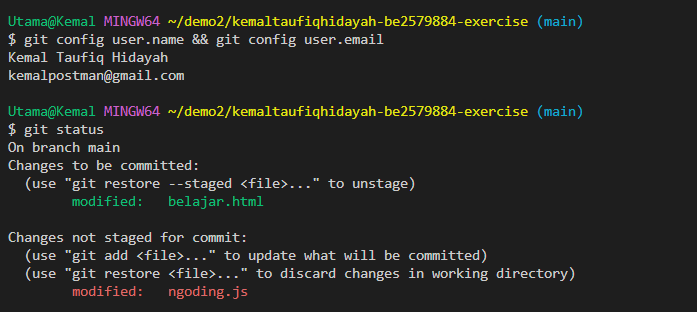 Utama@Kemal MINGW64 ~/demo2/kemaltaufiqhidayah-be2579884-exercise (main)
$ git config user.name && git config user.email
Kemal Taufiq Hidayah
kemalpostman@gmail.com
Utama@Kemal MINGW64 ~/demo2/kemaltaufiqhidayah-be2579884-exercise (main)
$ git status
On branch main
Changes to be committed:
  (use "git restore --staged <file>..." to unstage)
        modified:   belajar.html
Changes not staged for commit:
  (use "git add <file>..." to update what will be committed)
  (use "git restore <file>..." to discard changes in working directory)
        modified:   ngoding.js